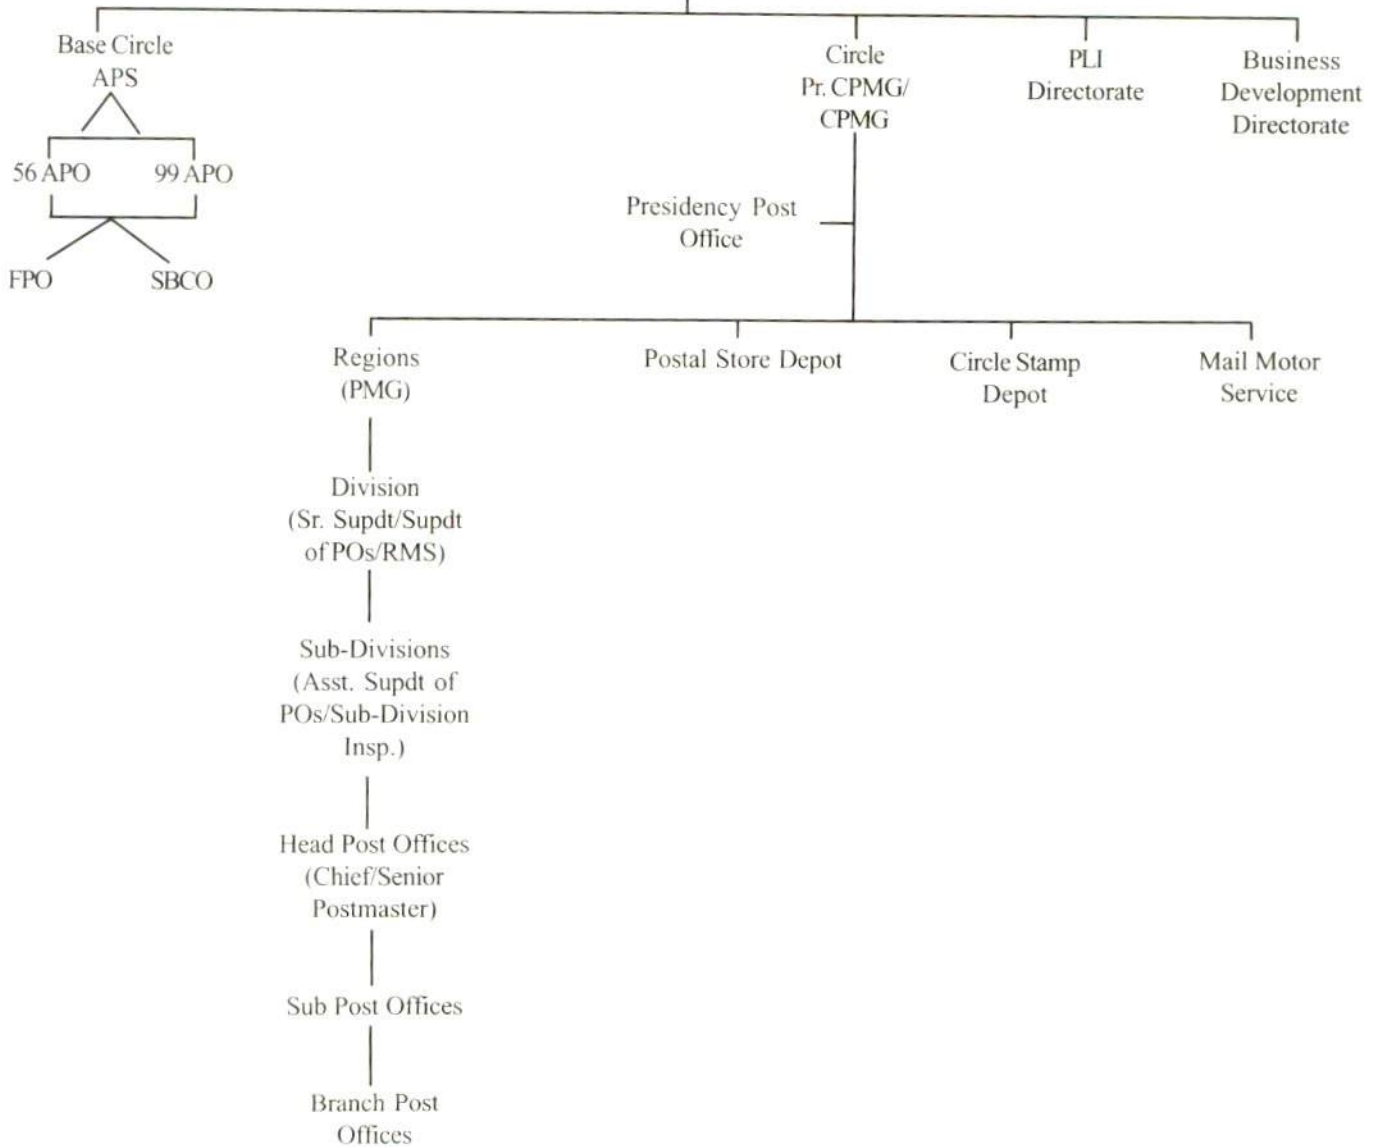 Base Circle
APS
56 APO
99 APO
FPO
SBCO
Circle
Pr. CPMG/
CPMG
PLI
Directorate
Business
Development
Directorate
Presidency Post
Office
Regions
(PMG)
Postal Store Depot
Circle Stamp
Depot
Mail Motor
Service
Division
(Sr. Supdt/Supdt
of POs/RMS)
Sub-Divisions
(Asst. Supdt of
POs/Sub-Division
Insp.)
Head Post Offices
(Chief/Senior
Postmaster)
Sub Post Offices
Branch Post
Offices